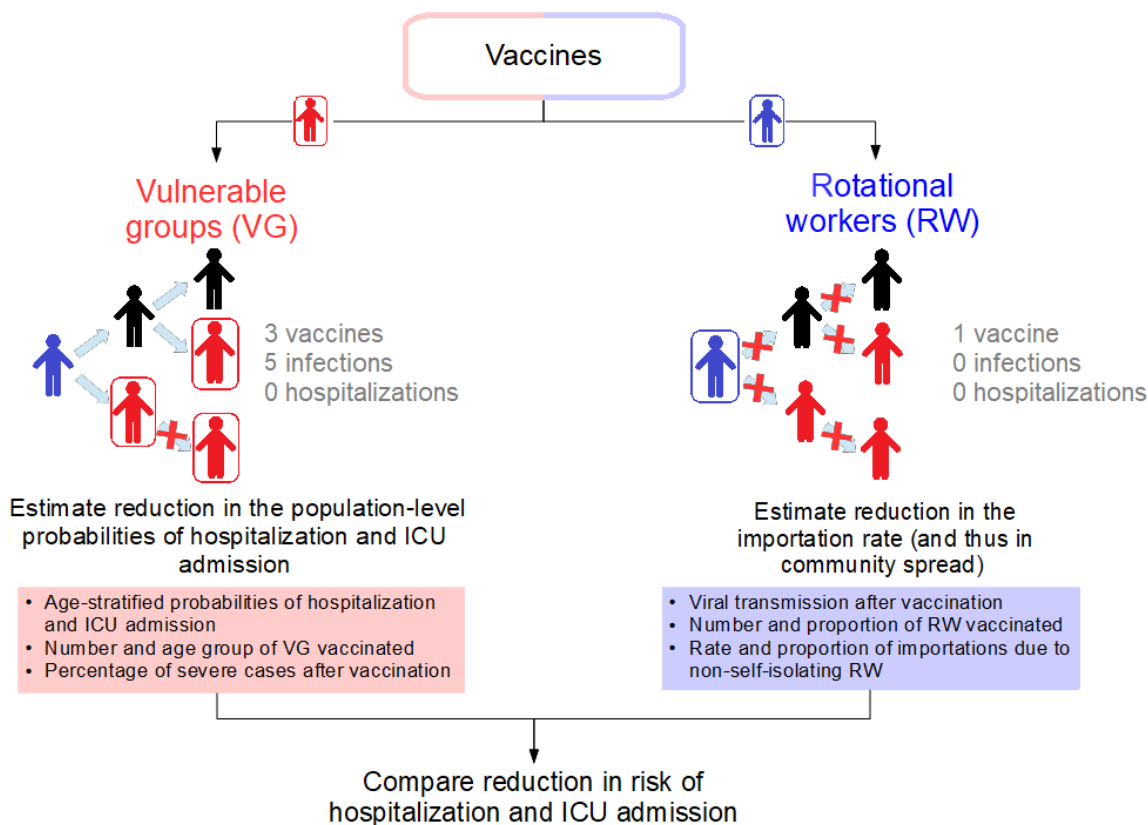 Vaccines
Vulnerable
groups (VG)
3 vaccines
5 infections
0 hospitalizations
Estimate reduction in the population-level
probabilities of hospitalization and ICU
admission
• Age-stratified probabilities of hospitalization
and ICU admission
• Number and age group of VG vaccinated
• Percentage of severe cases after vaccination
Rotational
workers (RW)
1 vaccine
0 infections
0 hospitalizations
Estimate reduction in the
importation rate (and thus in
community spread)
• Viral transmission after vaccination
• Number and proportion of RW vaccinated
• Rate and proportion of importations due to
non-self-isolating RW
Compare reduction in risk of
hospitalization and ICU admission